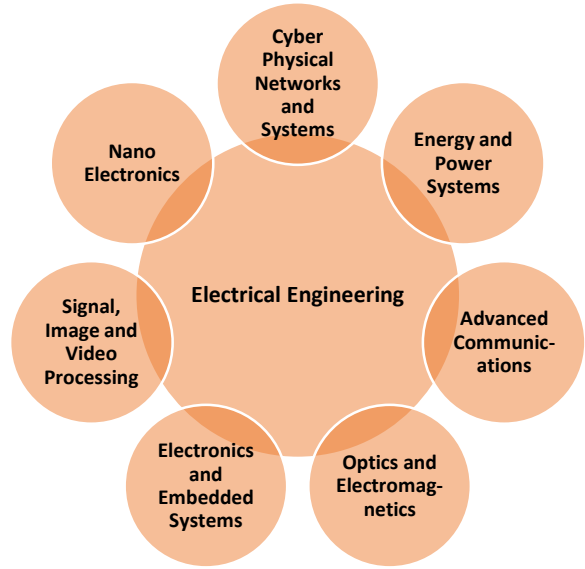 Cyber
Physical
Networks
and
Systems
Energy and
Power
Systems
Advanced
Communic-
ations
Optics and
Electromag-
netics
Electronics
and
Embedded
Systems
Signal,
Image and
Video
Processing
Nano
Electronics
Electrical Engineering